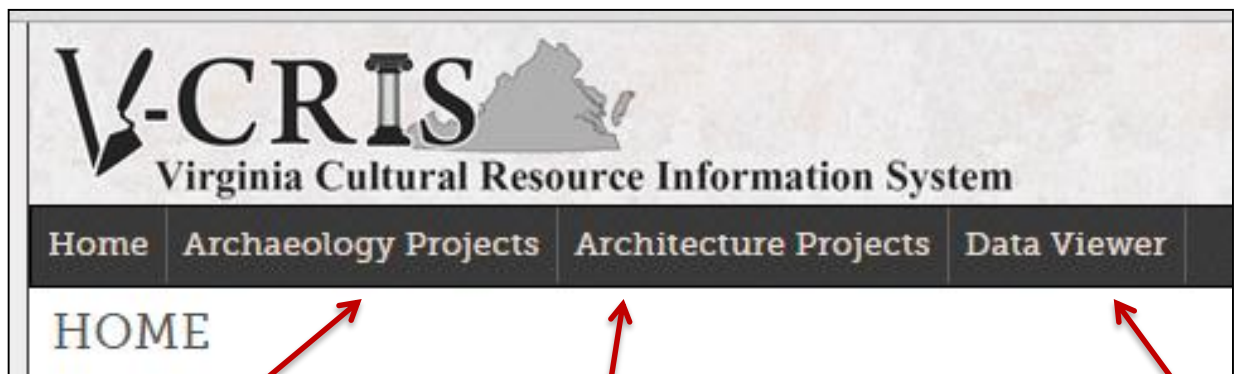 V-CRIS
Virginia Cultural Resource Information System
Home Archaeology Projects Architecture Projects Data Viewer
HOME